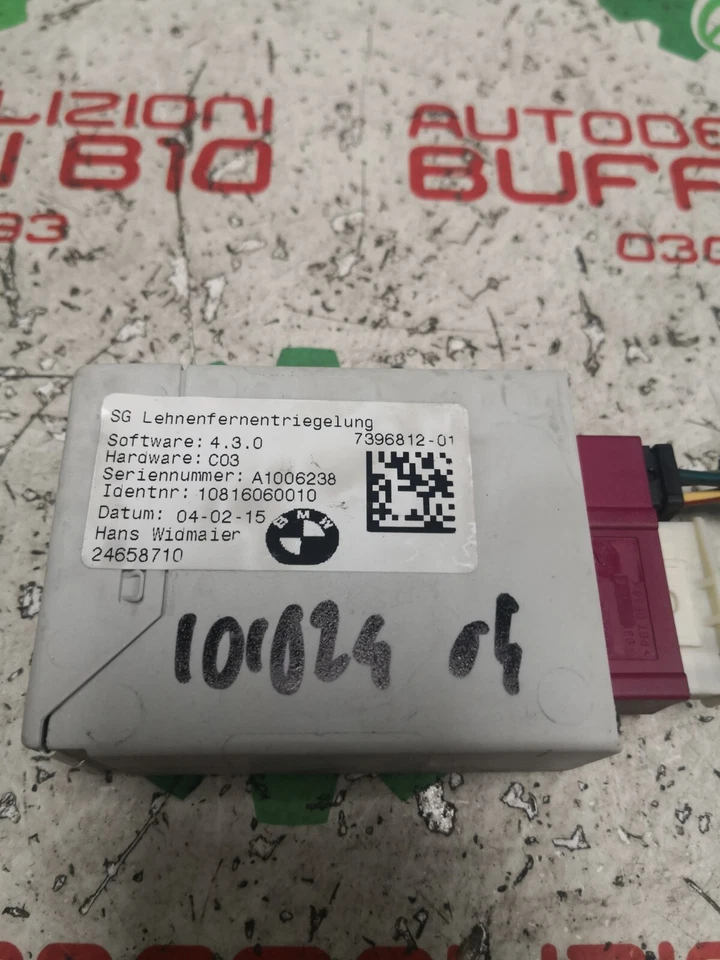 LIZIONI
AUTODE
I B10
BUFF
93
030
SG Lehnenfernentriegelung
Software: 4.3.0
7396812-01
Hardware: C03
Seriennummer: A1006238
Identnr: 10816060010
Datum: 04-02-15
BMW
Hans Widmaier
24658710
101024 04